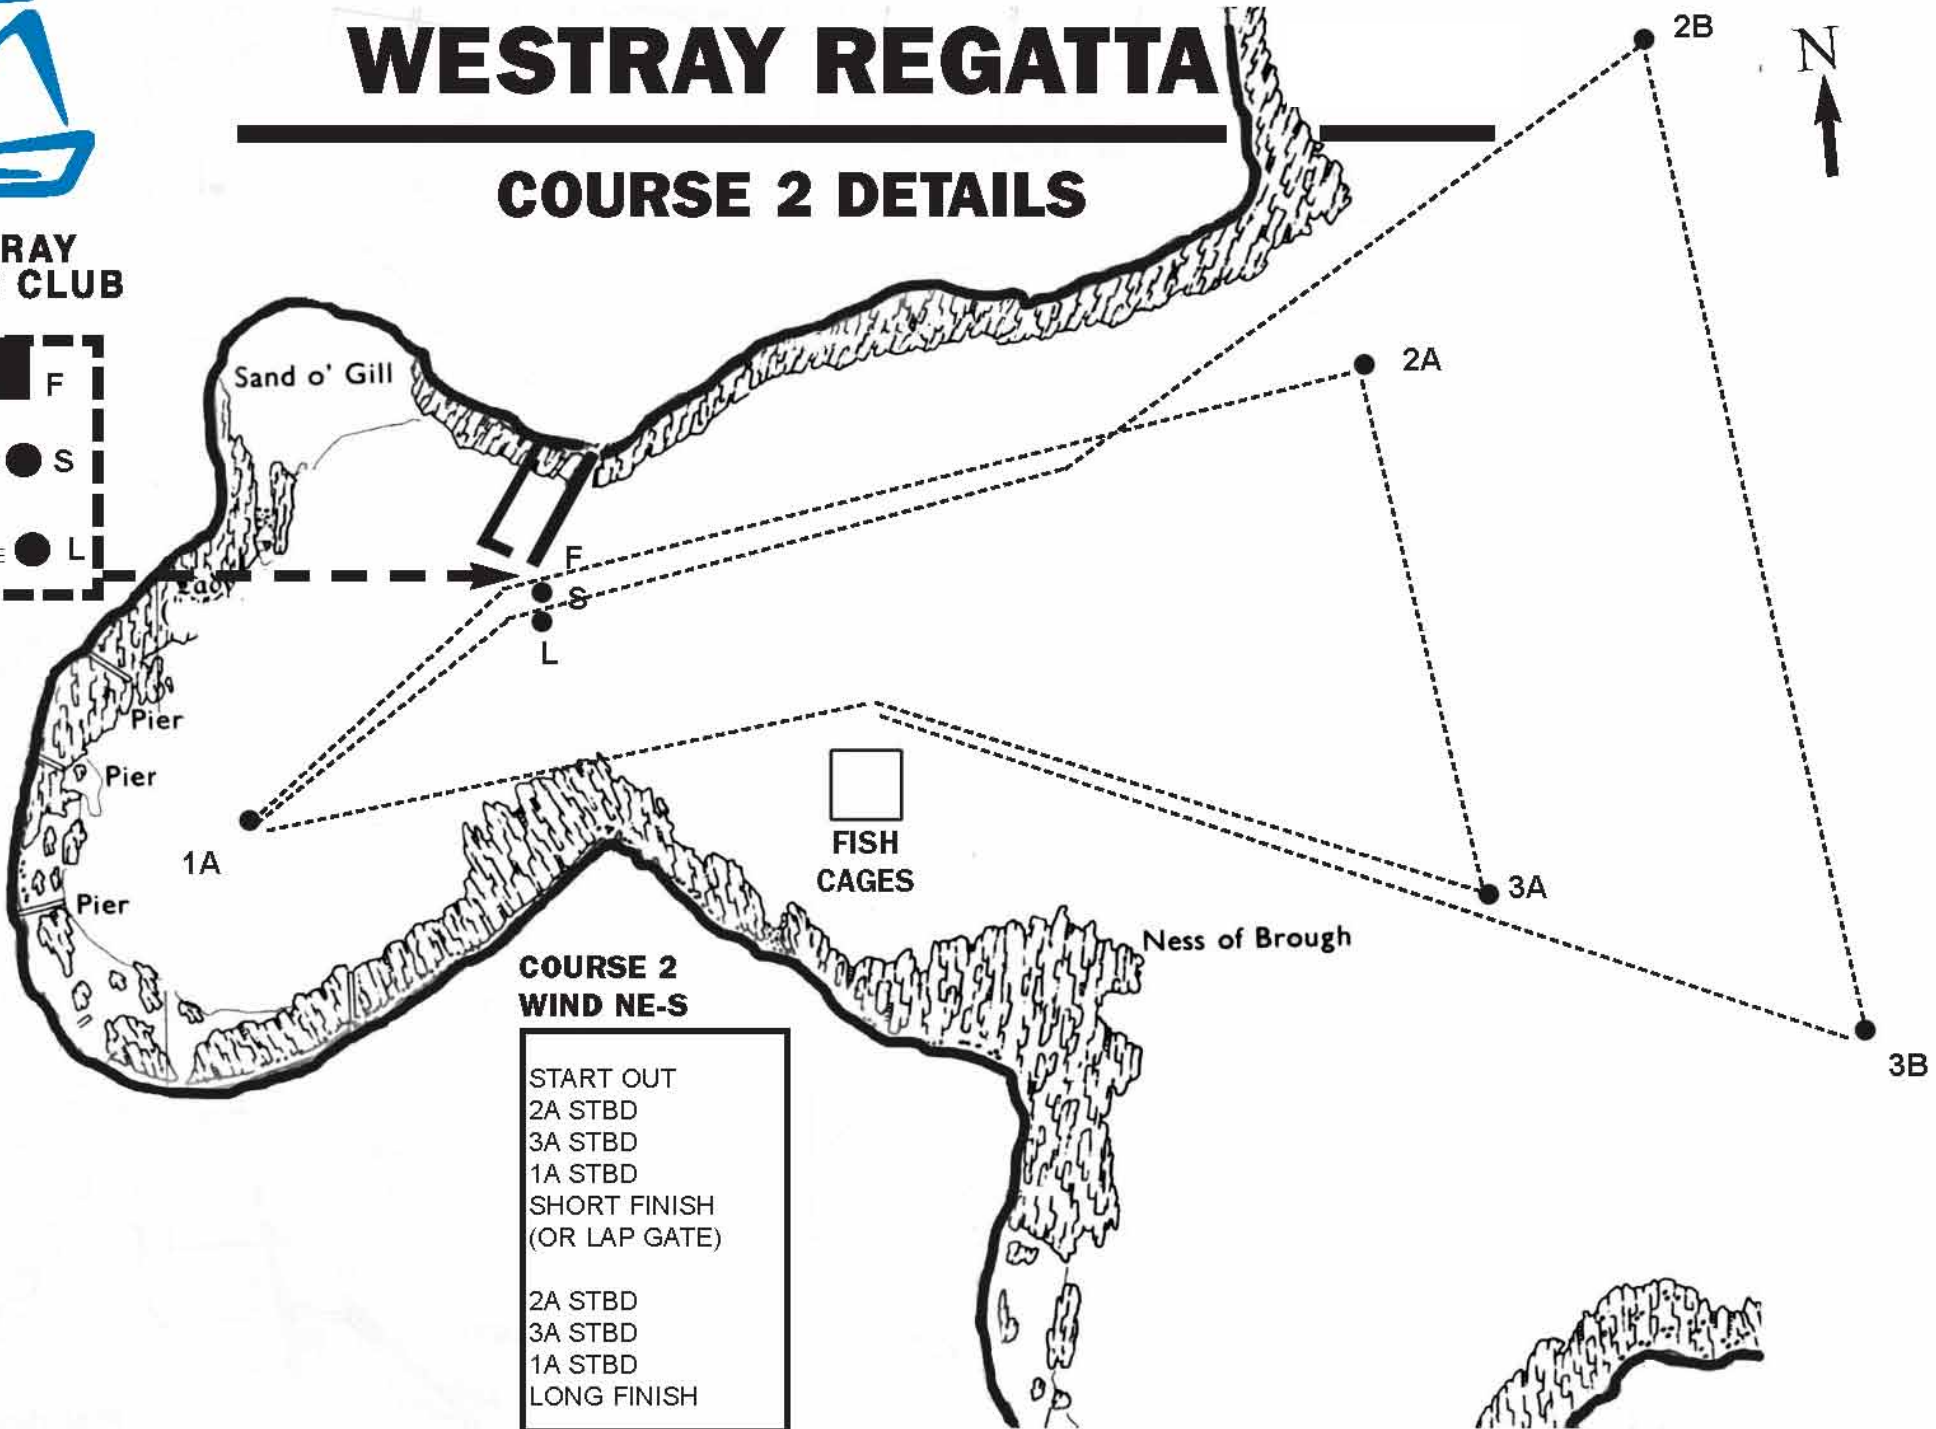 WESTRAY REGATTA
COURSE 2 DETAILS
2B
N
RAY
CLUB
F
S
L
Sand o' Gill
2A
F
S
L
Pier
Pier
Pier
1A
FISH
CAGES
3A
Ness of Brough
3B
COURSE 2
WIND NE-S
START OUT
2A STBD
3A STBD
1A STBD
SHORT FINISH
(OR LAP GATE)
2A STBD
3A STBD
1A STBD
LONG FINISH